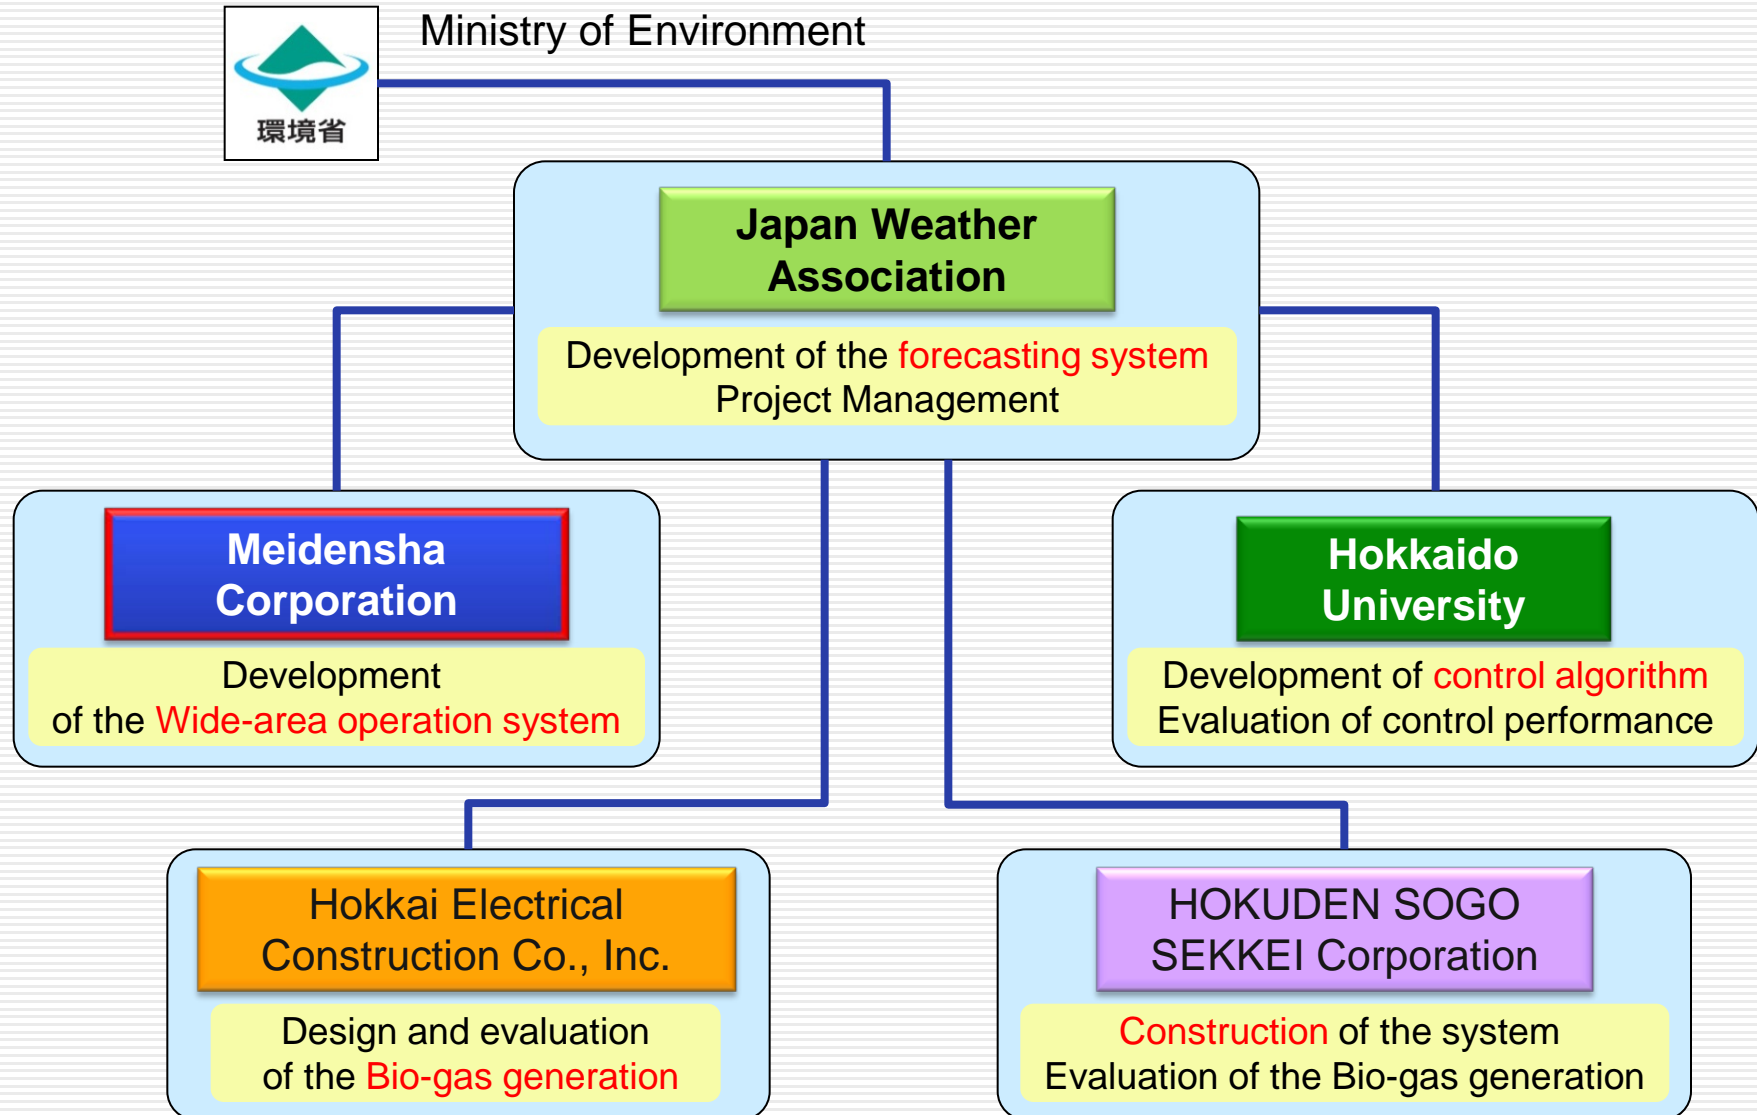 Ministry of Environment
環境省
Japan Weather
Association
Development of the forecasting system
Project Management
Meidensha
Corporation
Development
of the Wide-area operation system
Hokkaido
University
Development of control algorithm
Evaluation of control performance
Hokkai Electrical
Construction Co., Inc.
Design and evaluation
of the Bio-gas generation
HOKUDEN SOGO
SEKKEI Corporation
Construction of the system
Evaluation of the Bio-gas generation